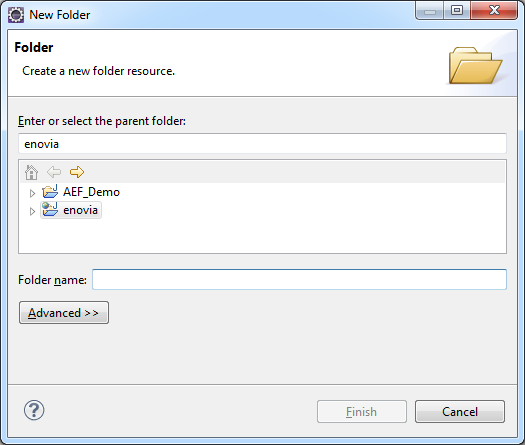 New Folder
Folder
Create a new folder resource.
Enter or select the parent folder:
enovia
AEF_Demo
enovia
Folder name:
Advanced >>
?
Finish
Cancel